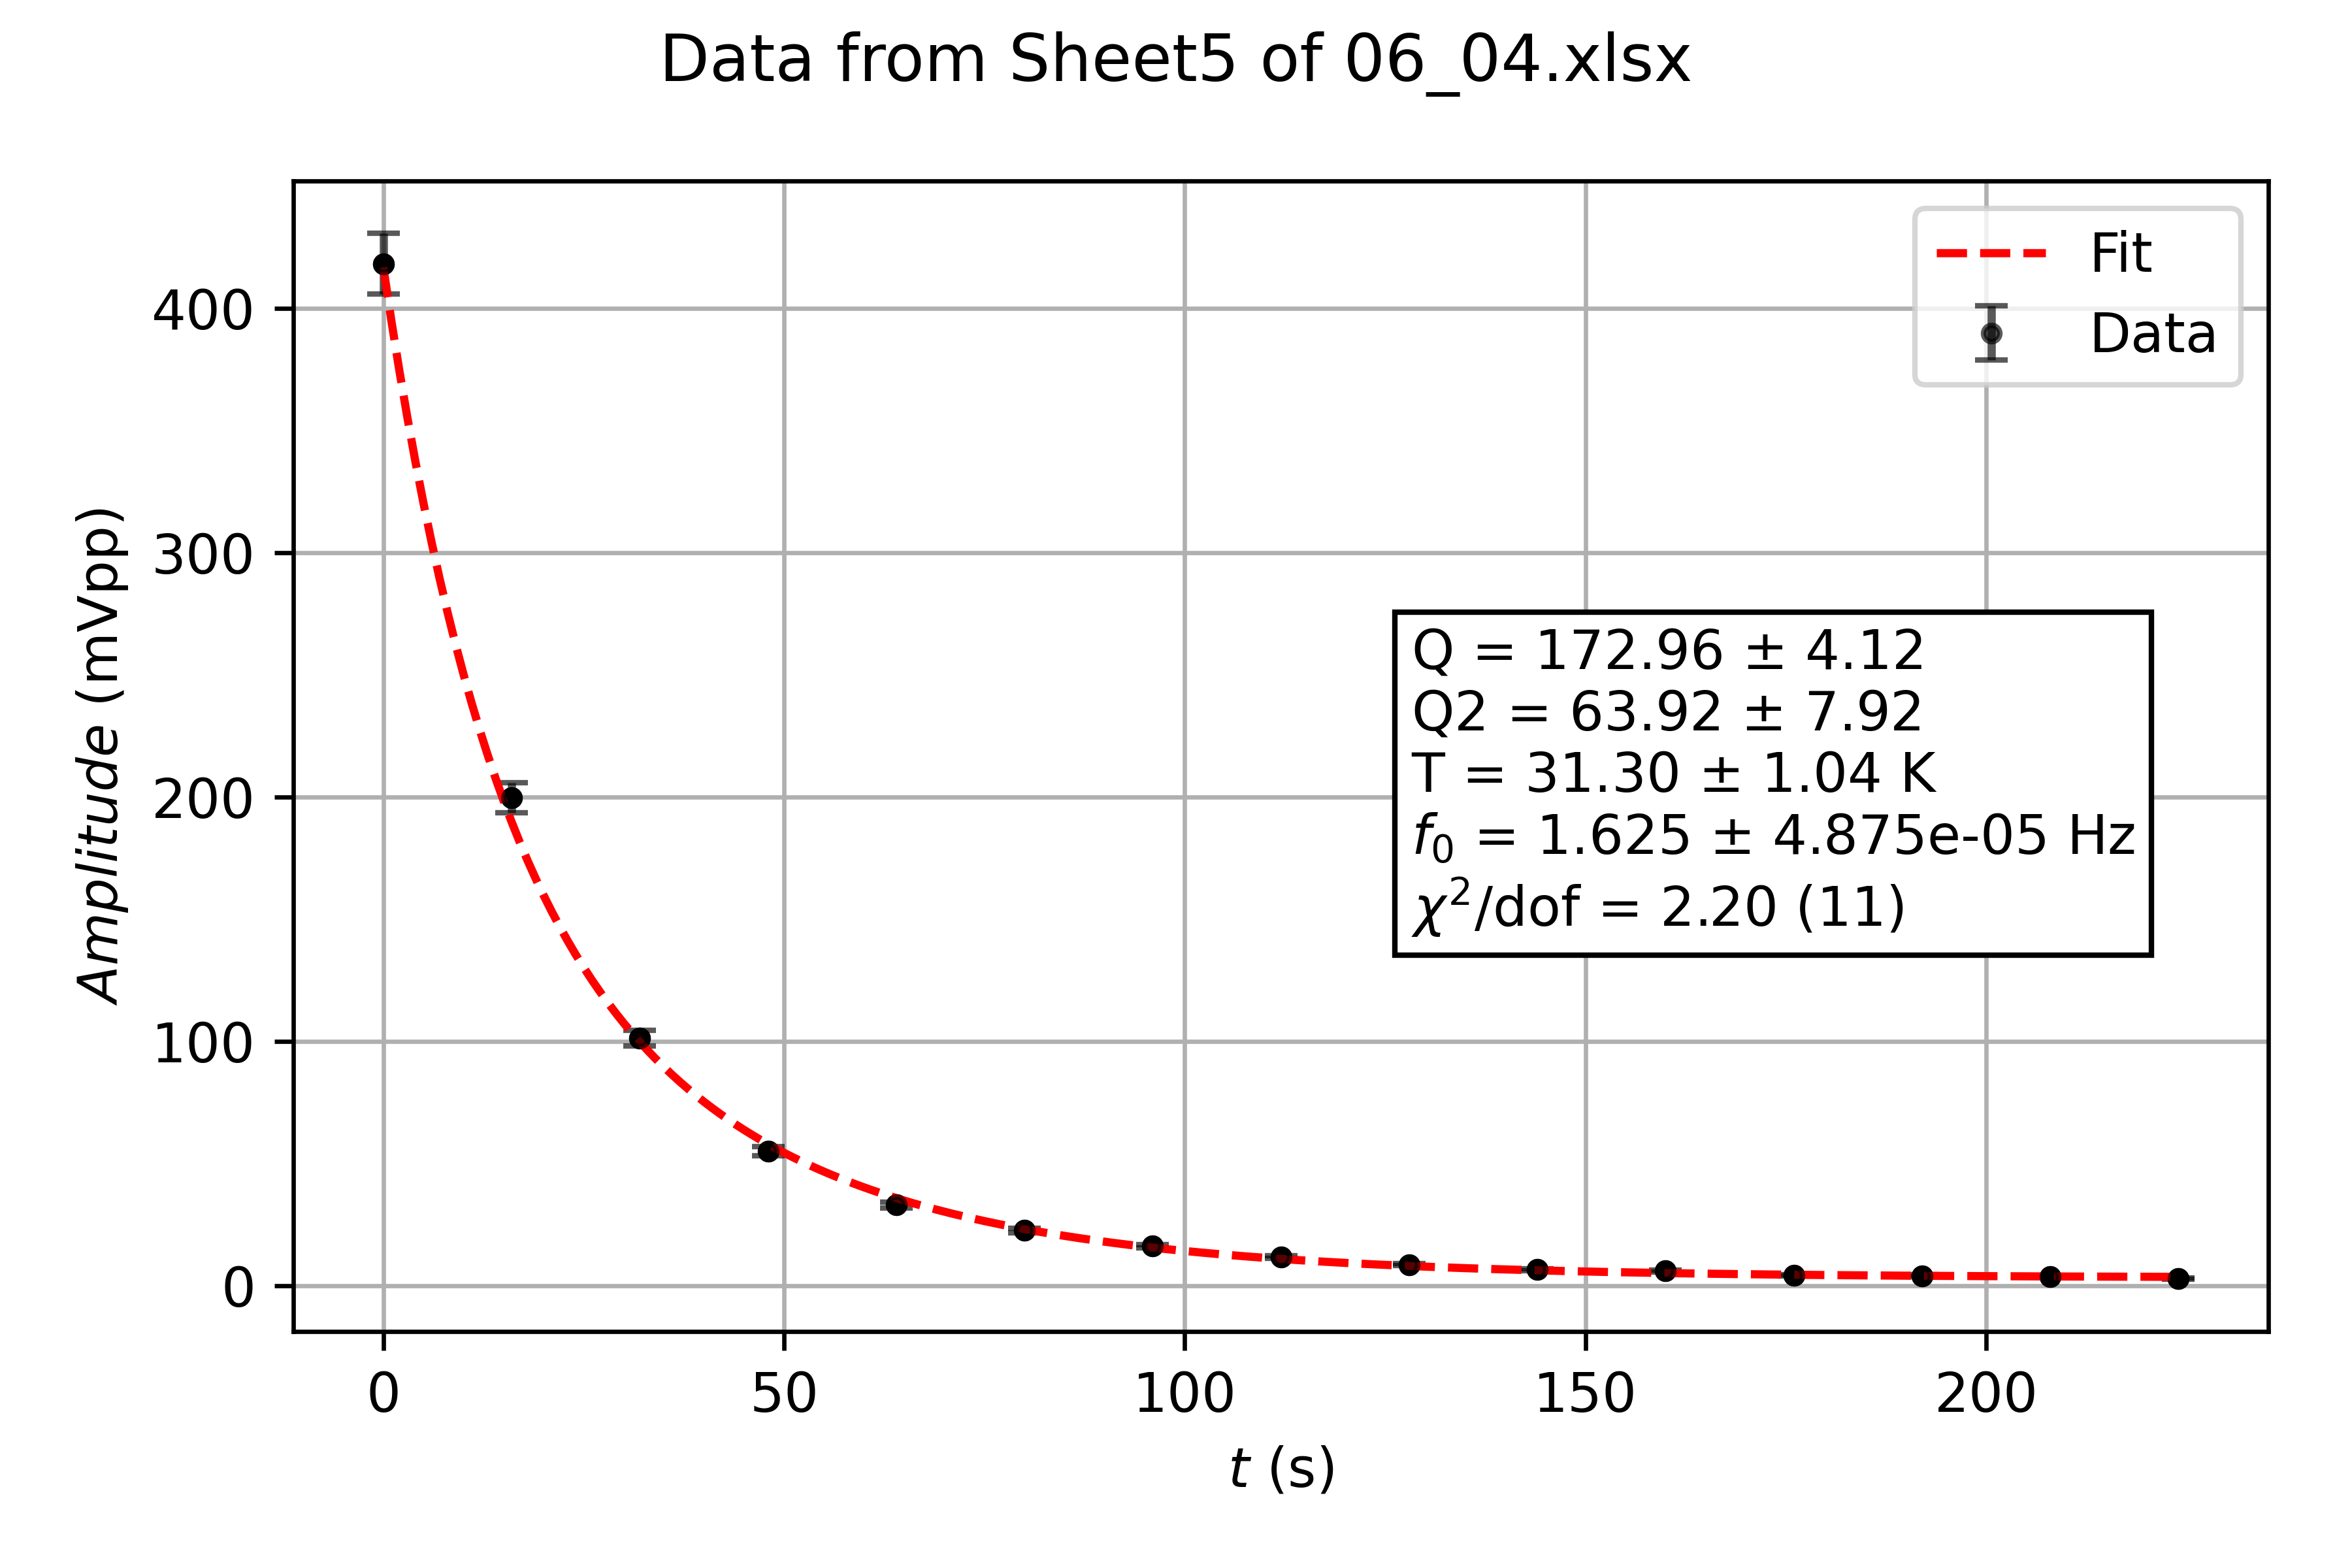 Data from Sheet5 of 06_04.xlsx
Fit
Data
400
300
200
100
0
Amplitude (mVpp)
Q = 172.96 ± 4.12
Q2 = 63.92 ± 7.92
T = 31.30 ± 1.04 K
f₀ = 1.625 ± 4.875e-05 Hz
χ²/dof = 2.20 (11)
0 50 100 150 200
t (s)